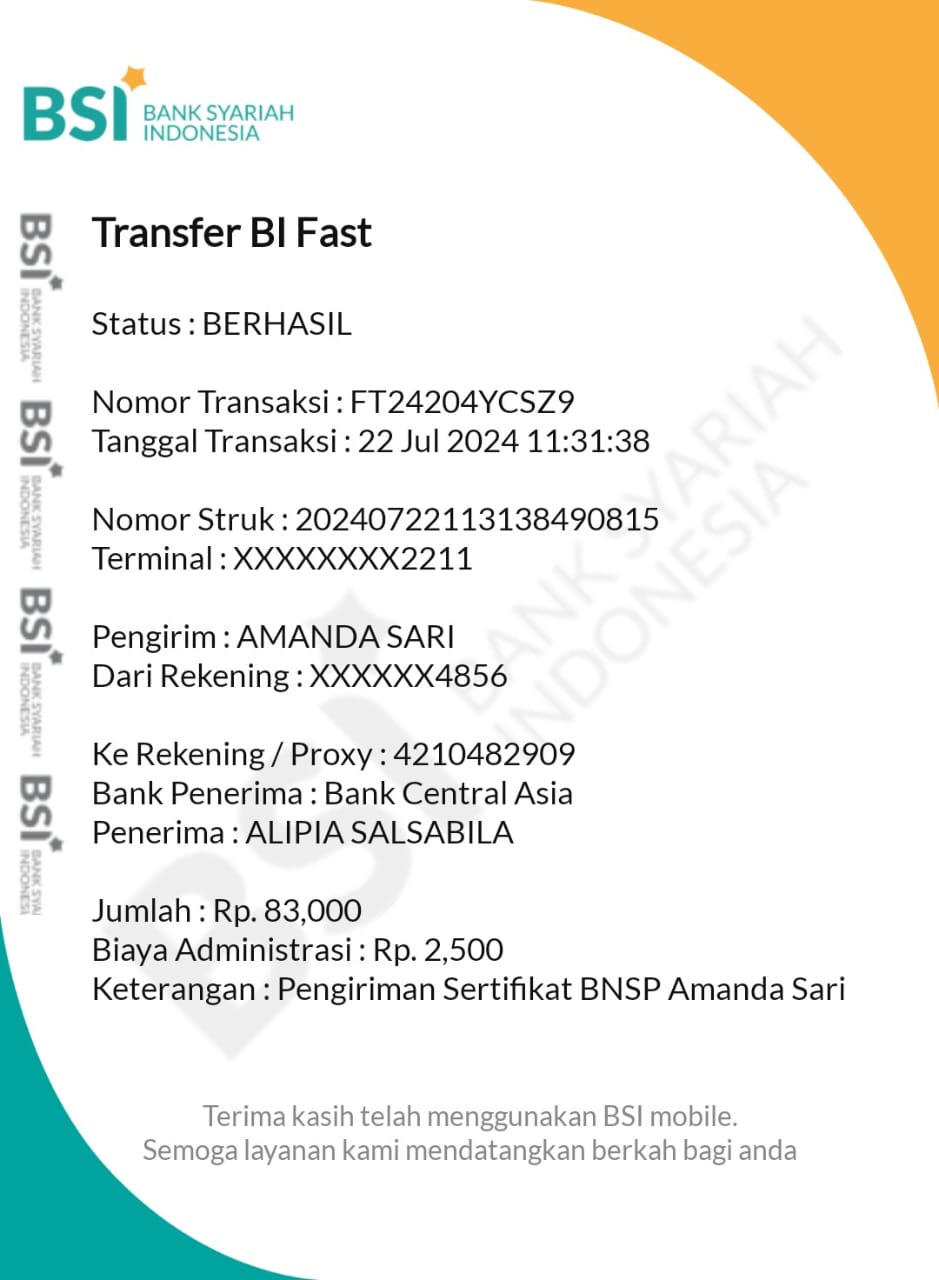 BSI BANK SYARIAH
INDONESIA
Transfer BI Fast
Status : BERHASIL
Nomor Transaksi : FT24204YCSZ9
Tanggal Transaksi : 22 Jul 2024 11:31:38
Nomor Struk : 20240722113138490815
Terminal : XXXXXXXX2211
Pengirim : AMANDA SARI
Dari Rekening : XXXXXX4856
Ke Rekening / Proxy : 4210482909
Bank Penerima : Bank Central Asia
Penerima : ALIPIA SALSABILA
Jumlah : Rp. 83,000
Biaya Administrasi : Rp. 2,500
Keterangan : Pengiriman Sertifikat BNSP Amanda Sari
Terima kasih telah menggunakan BSI mobile.
Semoga layanan kami mendatangkan berkah bagi anda
BSI BANK SYARIAH
INDONESIA
BSI BANK SYARIAH
INDONESIA
BSI BANK SYARIAH
INDONESIA
BSI BANK SYARIAH
INDONESIA
BSI BANK SYAI
INDONESI